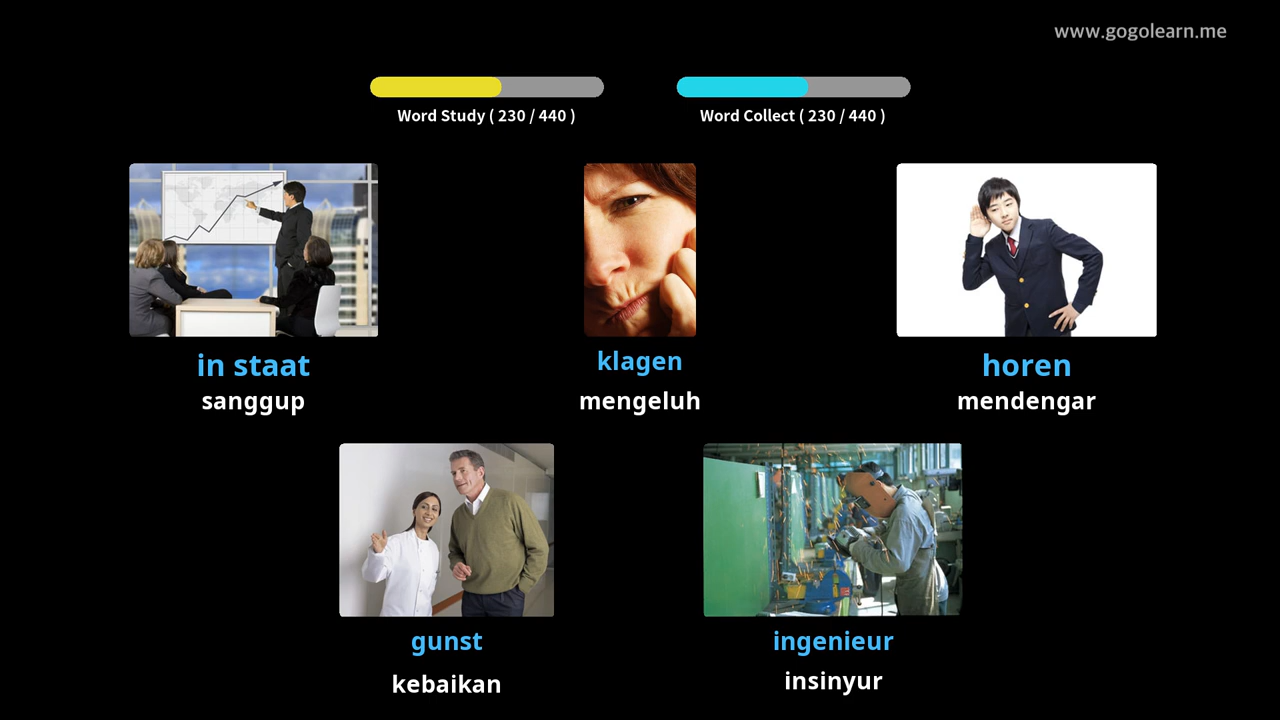 www.gogolearn.me
Word Study ( 230 / 440 )
Word Collect ( 230 / 440 )
in staat
sanggup
klagen
mengeluh
horen
mendengar
gunst
kebaikan
ingenieur
insinyur